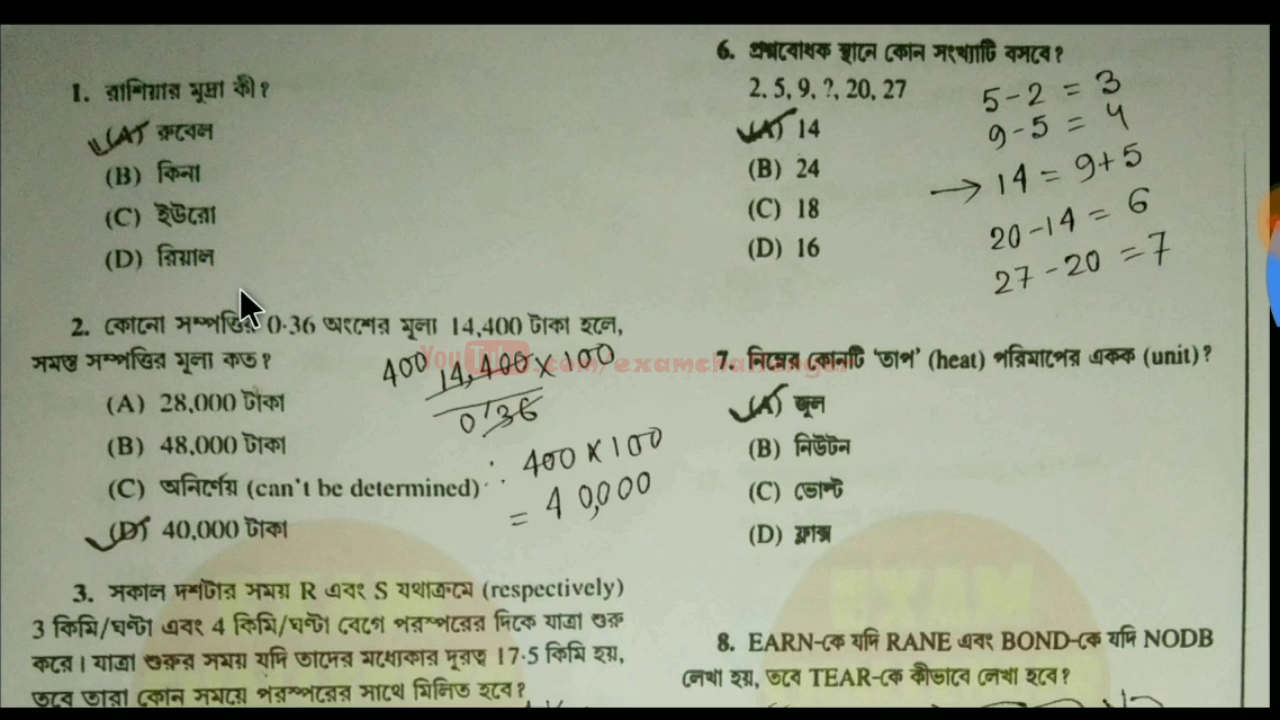 1. রাশিয়ার মুদ্রা কী?
(A) রুবেল
(B) কিনা
(C) ইউরো
(D) রিয়াল
2. কোনো সম্পত্তির 0·36 অংশের মূল্য 14,400 টাকা হলে,
সমস্ত সম্পত্তির মূল্য কত?
(A) 28,000 টাকা
(B) 48,000 টাকা
(C) অনির্ণেয় (can't be determined)
(D) 40,000 টাকা
400 14,400 × 100
0.36
∴ 400 × 100
= 40,000
3. সকাল দশটার সময় R এবং S যথাক্রমে (respectively)
3 কিমি/ঘণ্টা এবং 4 কিমি/ঘণ্টা বেগে পরস্পরের দিকে যাত্রা শুরু
করে। যাত্রা শুরুর সময় যদি তাদের মধ্যেকার দূরত্ব 17·5 কিমি হয়,
তবে তারা কোন সময়ে পরস্পরের সাথে মিলিত হবে?
6. প্রশ্নবোধক স্থানে কোন সংখ্যাটি বসবে?
2, 5, 9, ?, 20, 27
(A) 14
(B) 24
(C) 18
(D) 16
5-2 = 3
9-5 = 4
→ 14 = 9+5
20-14 = 6
27-20 = 7
7. নিম্নের কোনটি 'তাপ' (heat) পরিমাপের একক (unit)?
(A) জুল
(B) নিউটন
(C) ভোল্ট
(D) ফ্লাক্স
8. EARN-কে যদি RANE এবং BOND-কে যদি NODB
লেখা হয়, তবে TEAR-কে কীভাবে লেখা হবে?